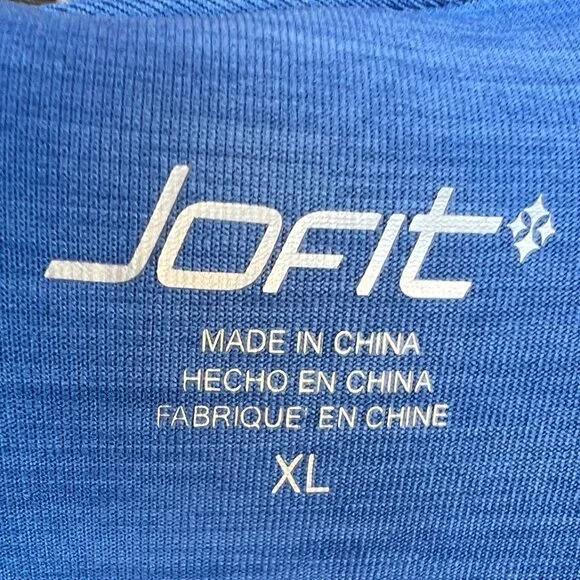 JOFIT
MADE IN CHINA
HECHO EN CHINA
FABRIQUE' EN CHINE
XL